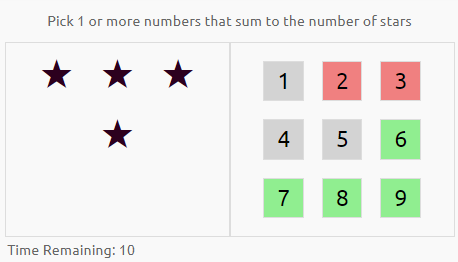 Pick 1 or more numbers that sum to the number of stars
1 2 3
4 5 6
7 8 9
Time Remaining: 10